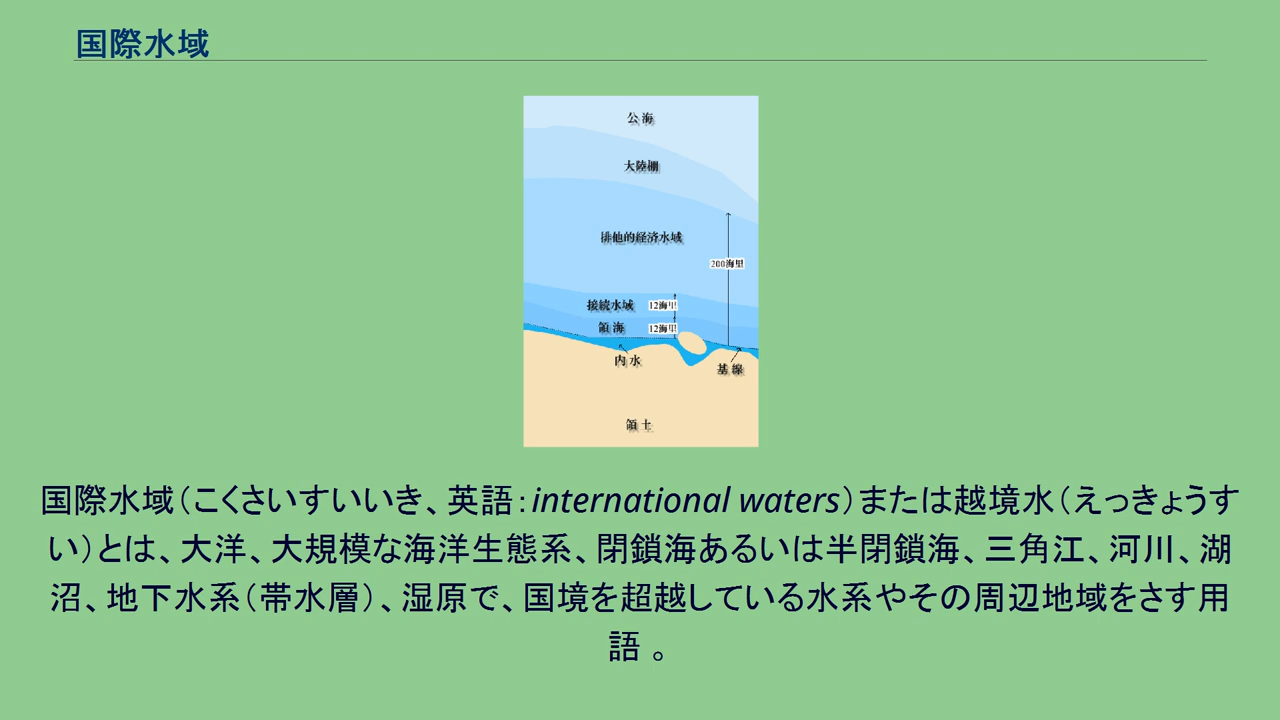 国際水域
公海
大陸棚
排他的経済水域
200海里
接続水域 12海里
領海 12海里
内水
基線
領土
国際水域（こくさいすいいき、英語：international waters）または越境水（えっきょうす
い）とは、大洋、大規模な海洋生態系、閉鎖海あるいは半閉鎖海、三角江、河川、湖
沼、地下水系（帯水層）、湿原で、国境を超越している水系やその周辺地域をさす用
語 。